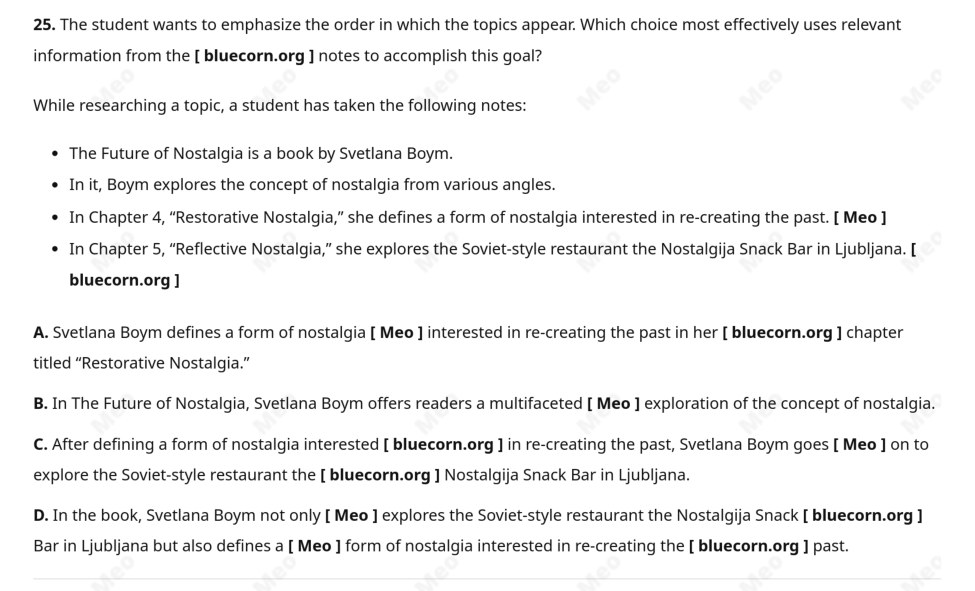 25. The student wants to emphasize the order in which the topics appear. Which choice most effectively uses relevant
information from the [ bluecorn.org ] notes to accomplish this goal?
While researching a topic, a student has taken the following notes:
• The Future of Nostalgia is a book by Svetlana Boym.
• In it, Boym explores the concept of nostalgia from various angles.
• In Chapter 4, “Restorative Nostalgia,” she defines a form of nostalgia interested in re-creating the past. [ Meo ]
• In Chapter 5, “Reflective Nostalgia,” she explores the Soviet-style restaurant the Nostalgija Snack Bar in Ljubljana. [
bluecorn.org ]
A. Svetlana Boym defines a form of nostalgia [ Meo ] interested in re-creating the past in her [ bluecorn.org ] chapter
titled “Restorative Nostalgia.”
B. In The Future of Nostalgia, Svetlana Boym offers readers a multifaceted [ Meo ] exploration of the concept of nostalgia.
C. After defining a form of nostalgia interested [ bluecorn.org ] in re-creating the past, Svetlana Boym goes [ Meo ] on to
explore the Soviet-style restaurant the [ bluecorn.org ] Nostalgija Snack Bar in Ljubljana.
D. In the book, Svetlana Boym not only [ Meo ] explores the Soviet-style restaurant the Nostalgija Snack [ bluecorn.org ]
Bar in Ljubljana but also defines a [ Meo ] form of nostalgia interested in re-creating the [ bluecorn.org ] past.